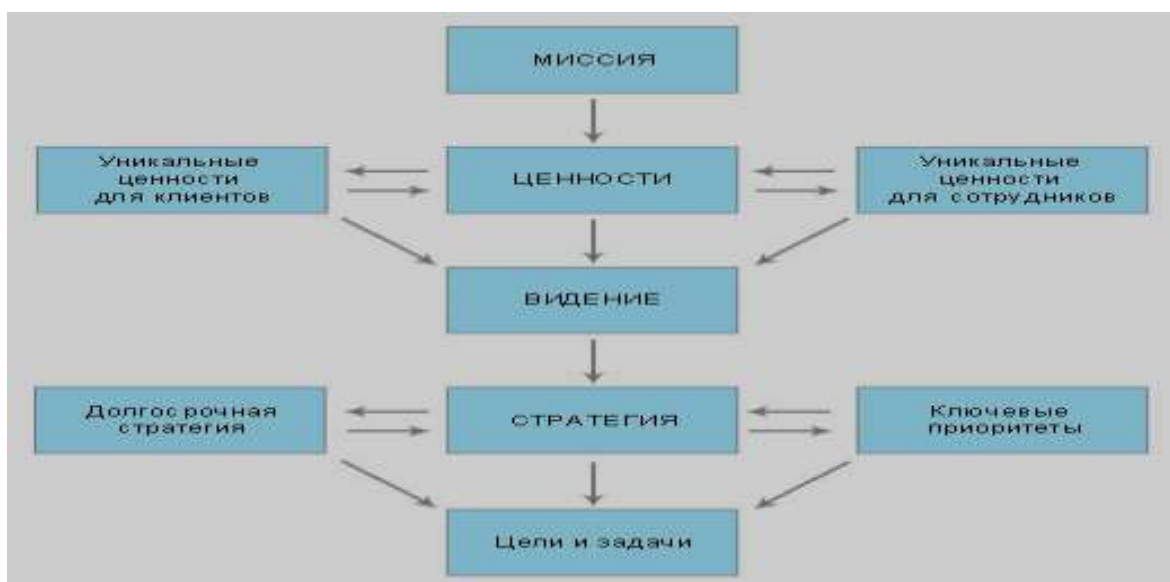 МИССИЯ
Уникальные
ценности
для клиентов
ЦЕННОСТИ
Уникальные
ценности
для сотрудников
ВИДЕНИЕ
Долгосрочная
стратегия
СТРАТЕГИЯ
Ключевые
приоритеты
Цели и задачи